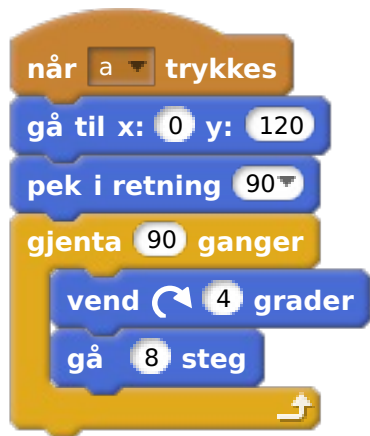 når a trykkes
gå til x: 0 y: 120
pek i retning 90
gjenta 90 ganger
vend 4 grader
gå 8 steg